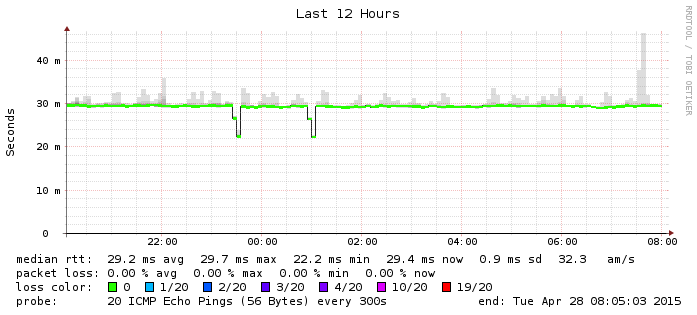 Last 12 Hours
RRDTOOL / TOBI OETIKER
Seconds
40 m
30 m
20 m
10 m
0
22:00 00:00 02:00 04:00 06:00 08:00
median rtt: 29.2 ms avg 29.7 ms max 22.2 ms min 29.4 ms now 0.9 ms sd 32.3 am/s
packet loss: 0.00 % avg 0.00 % max 0.00 % min 0.00 % now
loss color: 0 1/20 2/20 3/20 4/20 10/20 19/20
probe: 20 ICMP Echo Pings (56 Bytes) every 300s end: Tue Apr 28 08:05:03 2015